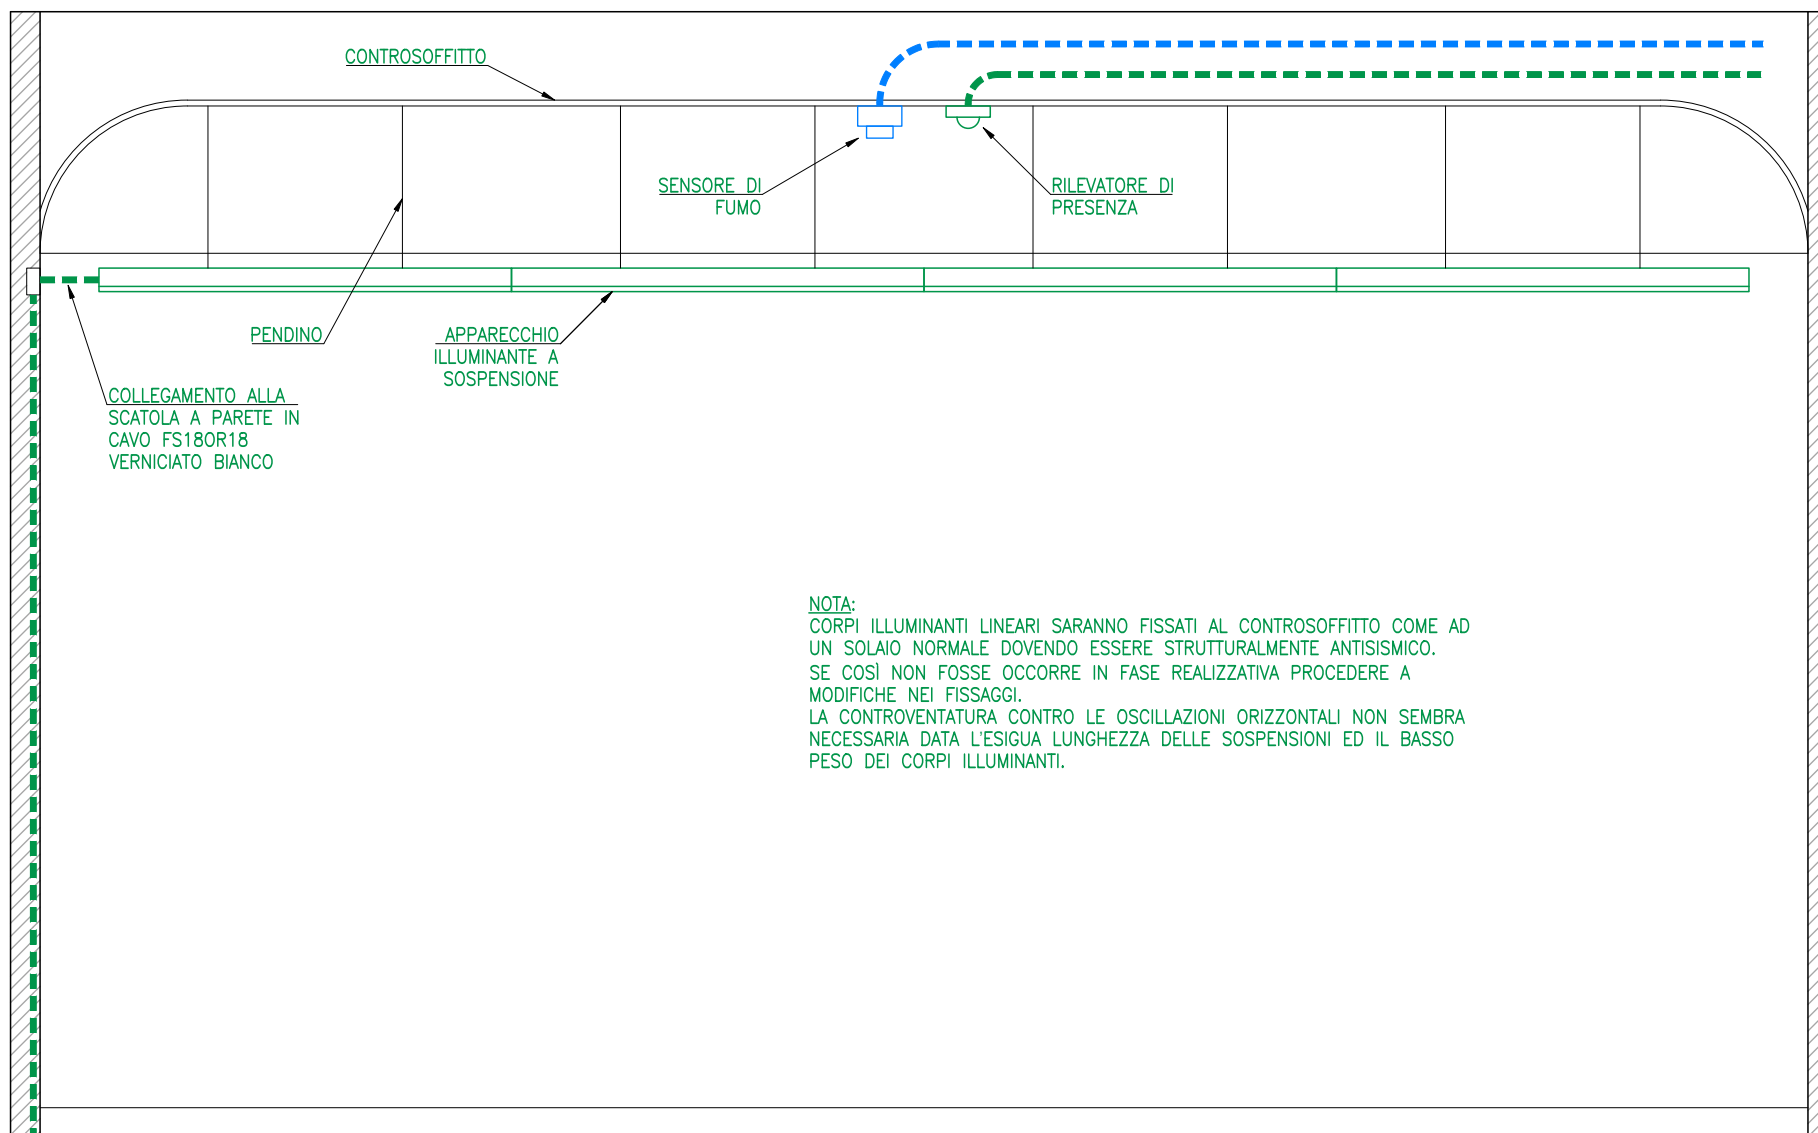 CONTROSOFFITTO
SENSORE DI
FUMO
RILEVATORE DI
PRESENZA
PENDINO
APPARECCHIO
ILLUMINANTE A
SOSPENSIONE
COLLEGAMENTO ALLA
SCATOLA A PARETE IN
CAVO FS18OR18
VERNICIATO BIANCO
NOTA:
CORPI ILLUMINANTI LINEARI SARANNO FISSATI AL CONTROSOFFITTO COME AD
UN SOLAIO NORMALE DOVENDO ESSERE STRUTTURALMENTE ANTISISMICO.
SE COSÌ NON FOSSE OCCORRE IN FASE REALIZZATIVA PROCEDERE A
MODIFICHE NEI FISSAGGI.
LA CONTROVENTATURA CONTRO LE OSCILLAZIONI ORIZZONTALI NON SEMBRA
NECESSARIA DATA L'ESIGUA LUNGHEZZA DELLE SOSPENSIONI ED IL BASSO
PESO DEI CORPI ILLUMINANTI.